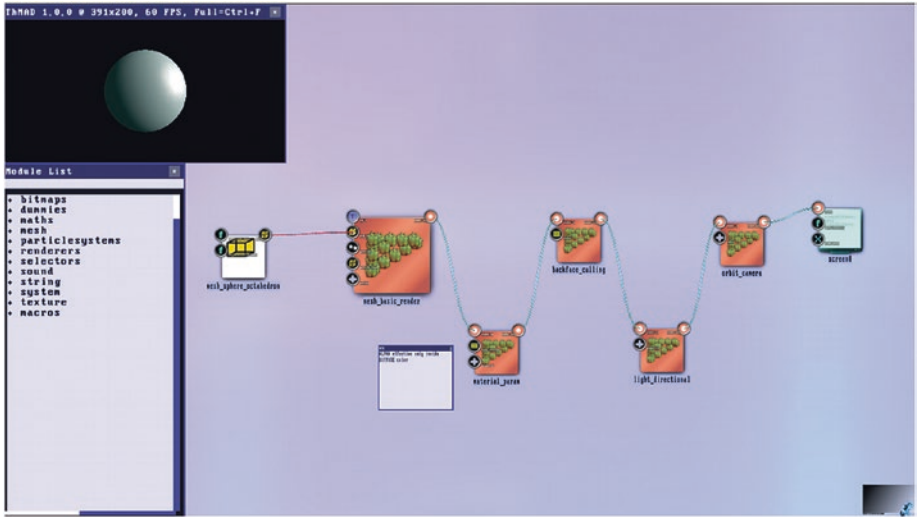 ThMAD 1.0.0 @ 391x200, 60 FPS, Full=Ctrl+F
Module List
+ bitmaps
+ dummies
+ maths
+ mesh
+ particlesystems
+ renderers
+ selectors
+ sound
+ string
+ system
+ texture
+ macros
mesh_sphere_octahedron
mesh_basic_render
material_param
backface_culling
light_directional
orbit_camera
screen0